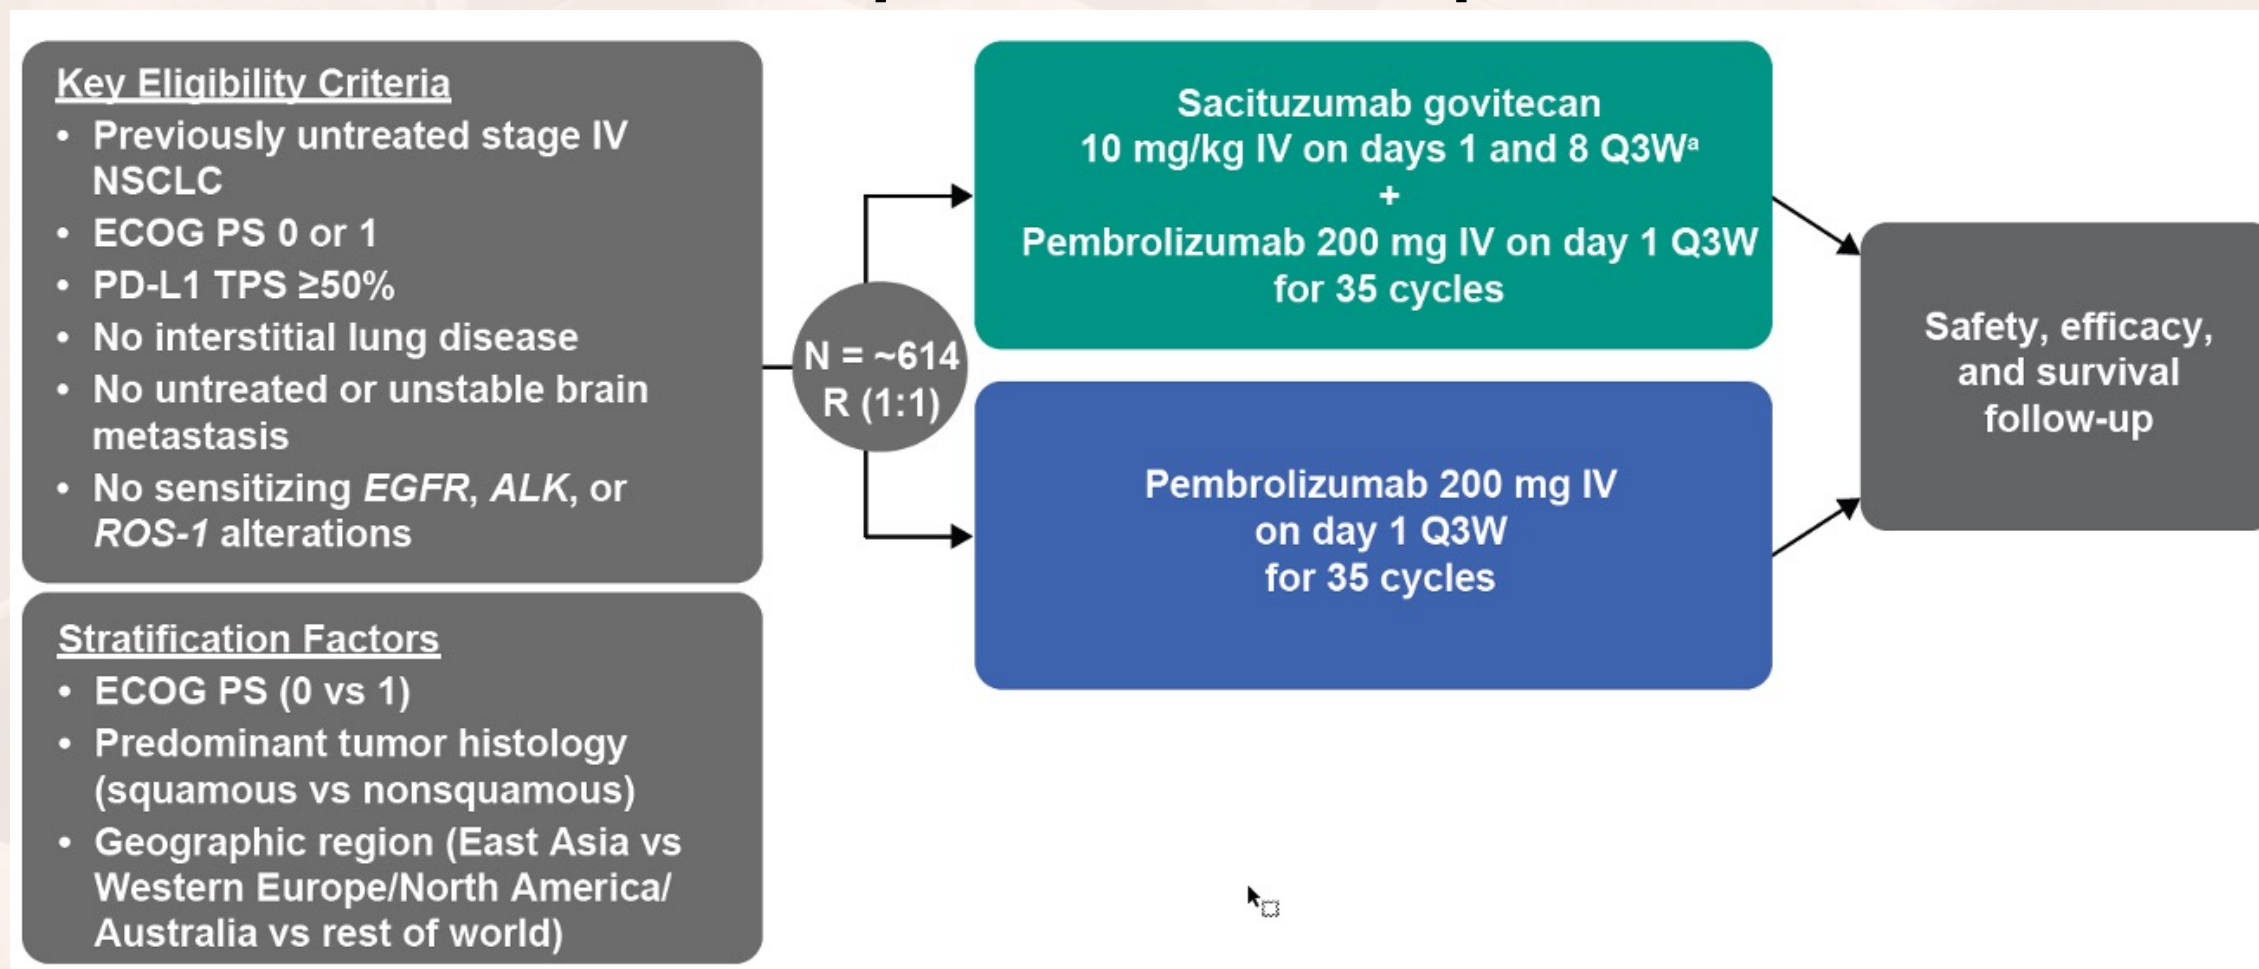 Key Eligibility Criteria
• Previously untreated stage IV
NSCLC
• ECOG PS 0 or 1
• PD-L1 TPS ≥50%
• No interstitial lung disease
• No untreated or unstable brain
metastasis
• No sensitizing EGFR, ALK, or
ROS-1 alterations
Stratification Factors
• ECOG PS (0 vs 1)
• Predominant tumor histology
(squamous vs nonsquamous)
• Geographic region (East Asia vs
Western Europe/North America/
Australia vs rest of world)
N = ~614
R (1:1)
Sacituzumab govitecan
10 mg/kg IV on days 1 and 8 Q3Wᵃ
+
Pembrolizumab 200 mg IV on day 1 Q3W
for 35 cycles
Pembrolizumab 200 mg IV
on day 1 Q3W
for 35 cycles
Safety, efficacy,
and survival
follow-up